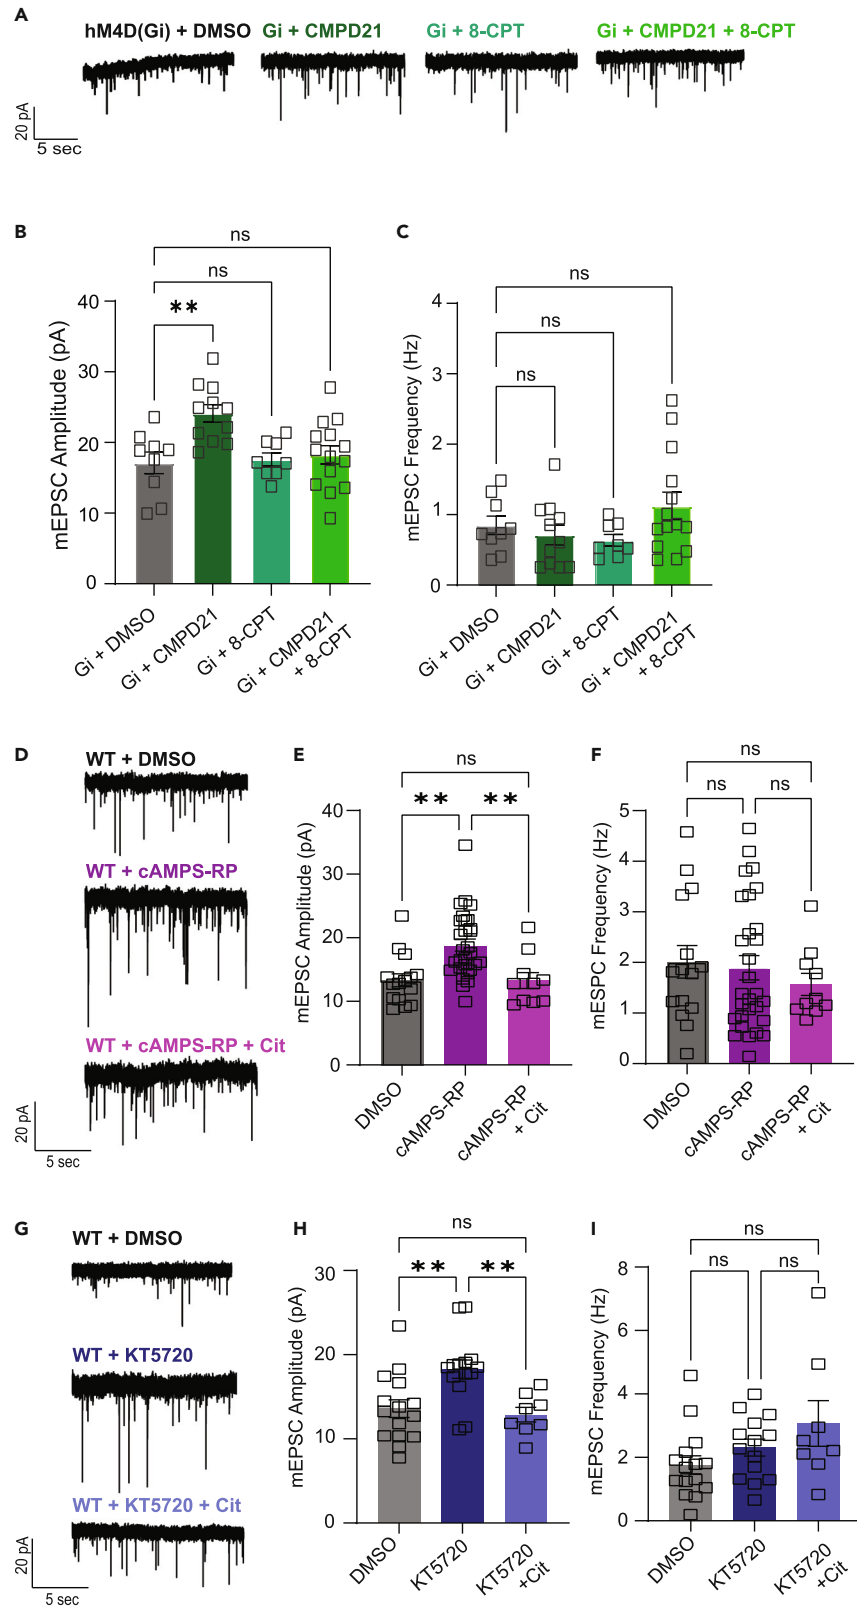 A
hM4D(Gi) + DMSO
Gi + CMPD21
Gi + 8-CPT
Gi + CMPD21 + 8-CPT
20 pA
5 sec
B
ns
ns
**
mEPSC Amplitude (pA)
40
30
20
10
0
Gi + DMSO
Gi + CMPD21
Gi + 8-CPT
Gi + CMPD21
+ 8-CPT
C
ns
ns
ns
mEPSC Frequency (Hz)
4
3
2
1
0
Gi + DMSO
Gi + CMPD21
Gi + 8-CPT
Gi + CMPD21
+ 8-CPT
D
WT + DMSO
WT + cAMPS-RP
WT + cAMPS-RP + Cit
20 pA
5 sec
E
ns
**
**
mEPSC Amplitude (pA)
40
30
20
10
0
DMSO
cAMPS-RP
cAMPS-RP
+ Cit
F
ns
ns
ns
mESPC Frequency (Hz)
5
4
3
2
1
0
DMSO
cAMPS-RP
cAMPS-RP
+ Cit
G
WT + DMSO
WT + KT5720
WT + KT5720 + Cit
20 pA
5 sec
H
ns
**
**
mEPSC Amplitude (pA)
30
20
10
0
DMSO
KT5720
KT5720
+Cit
I
ns
ns
ns
mEPSC Frequency (Hz)
8
6
4
2
0
DMSO
KT5720
KT5720
+Cit